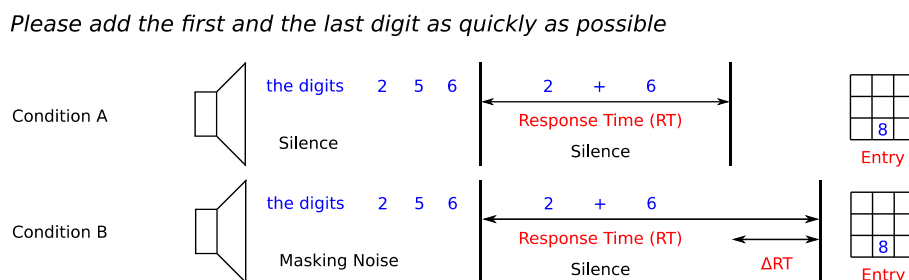 Please add the first and the last digit as quickly as possible
the digits 2 5 6 2 + 6
Condition A
Response Time (RT)
8
Silence
Silence
Entry
the digits 2 5 6 2 + 6
Condition B
Response Time (RT)
8
Masking Noise
Silence
ΔRT
Entry